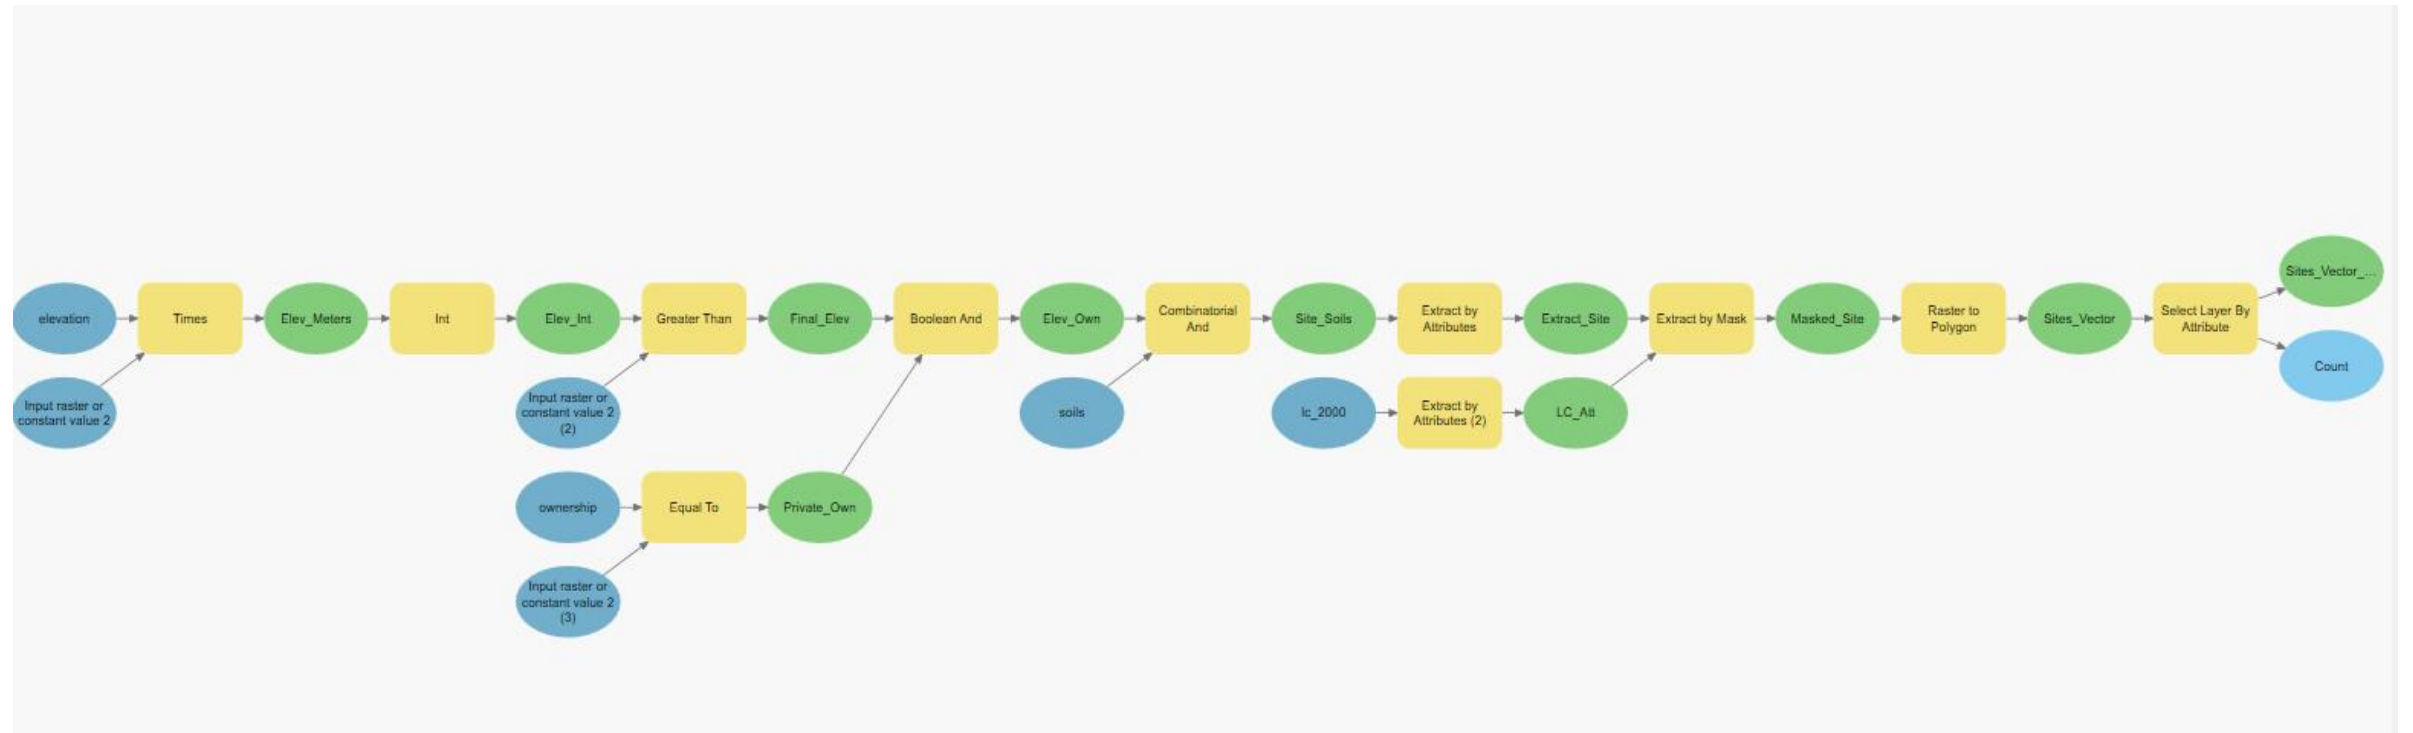 elevation
Times
Elev_Meters
Int
Elev_Int
Greater Than
Final_Elev
Boolean And
Elev_Own
Combinatorial
And
Site_Soils
Extract by
Attributes
Extract_Site
Extract by Mask
Masked_Site
Raster to
Polygon
Sites_Vector
Select Layer By
Attribute
Sites_Vector_...
Count
Input raster or
constant value 2
Input raster or
constant value 2
(2)
soils
lc_2000
Extract by
Attributes (2)
LC_Att
ownership
Equal To
Private_Own
Input raster or
constant value 2
(3)